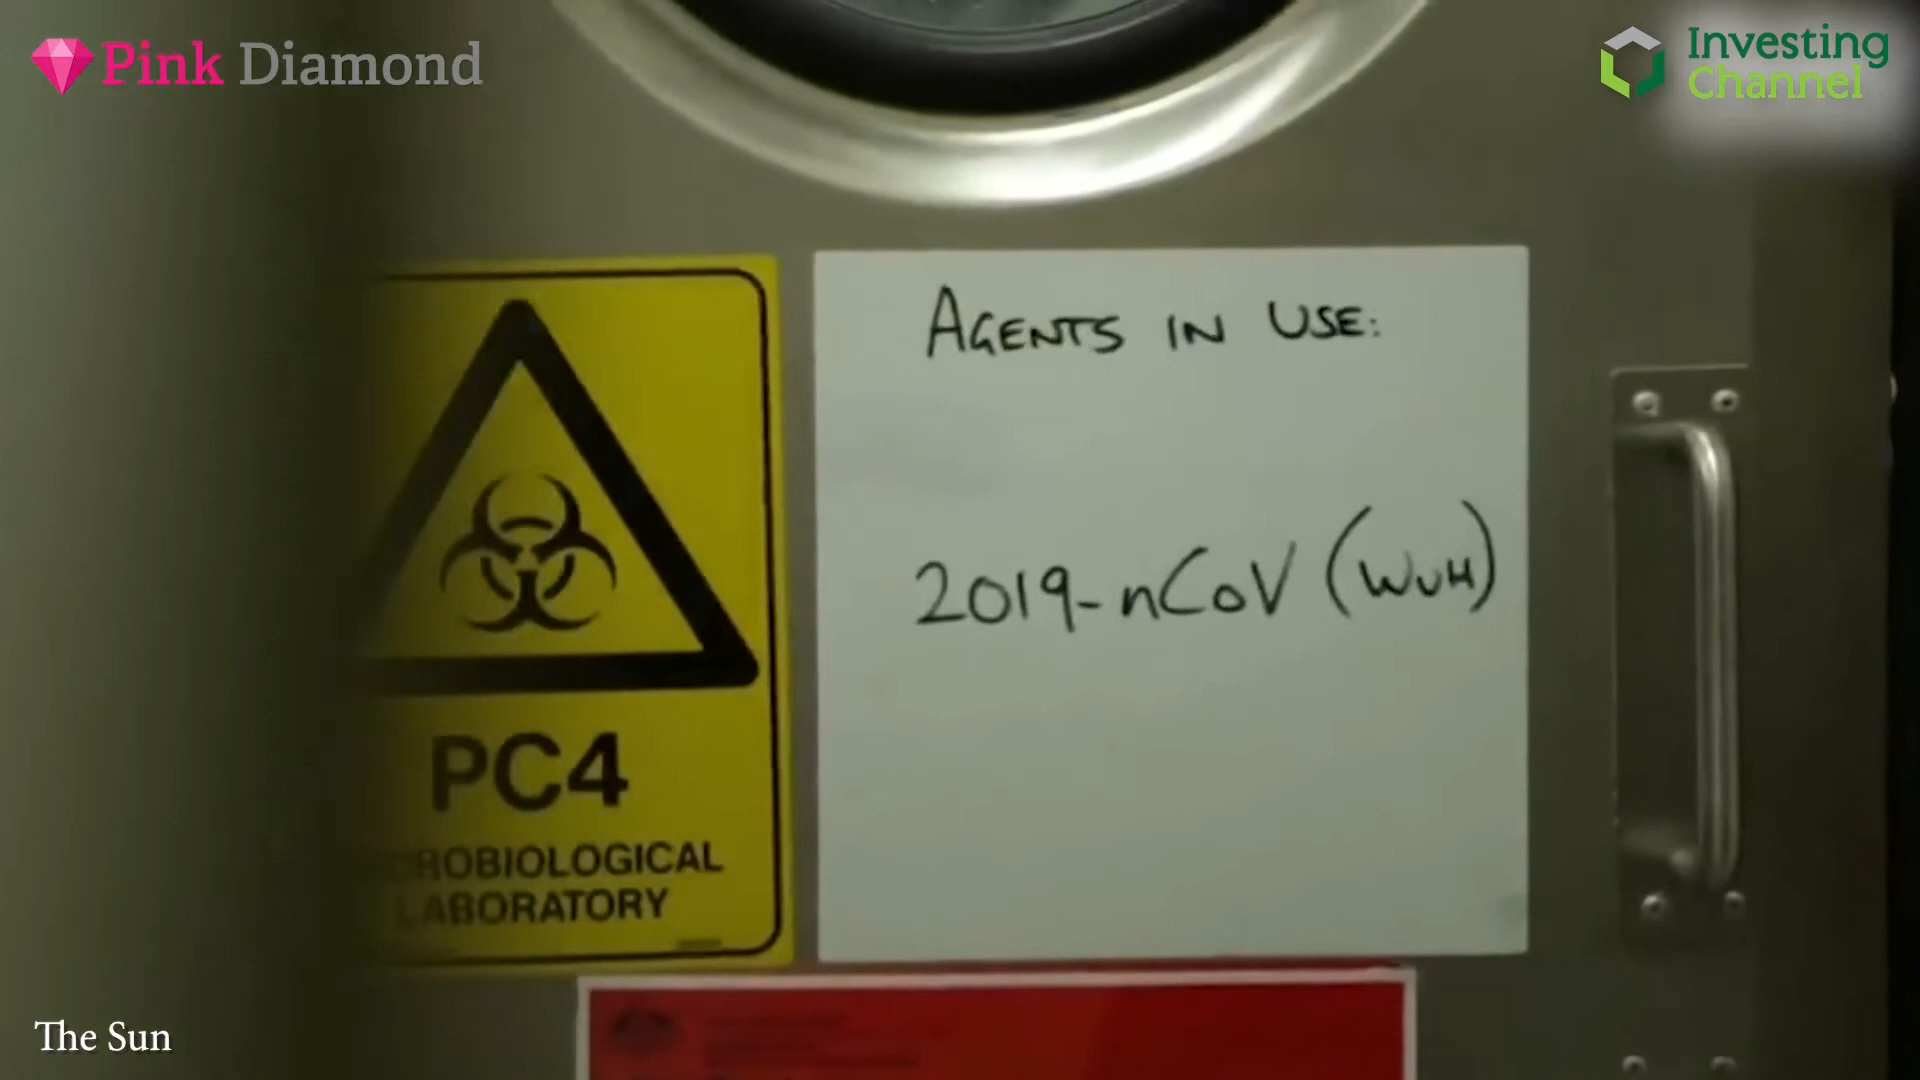 Pink Diamond
Investing
Channel
AGENTS IN USE:
2019-nCoV (WUH)
PC4
ROBIOLOGICAL
LABORATORY
The Sun